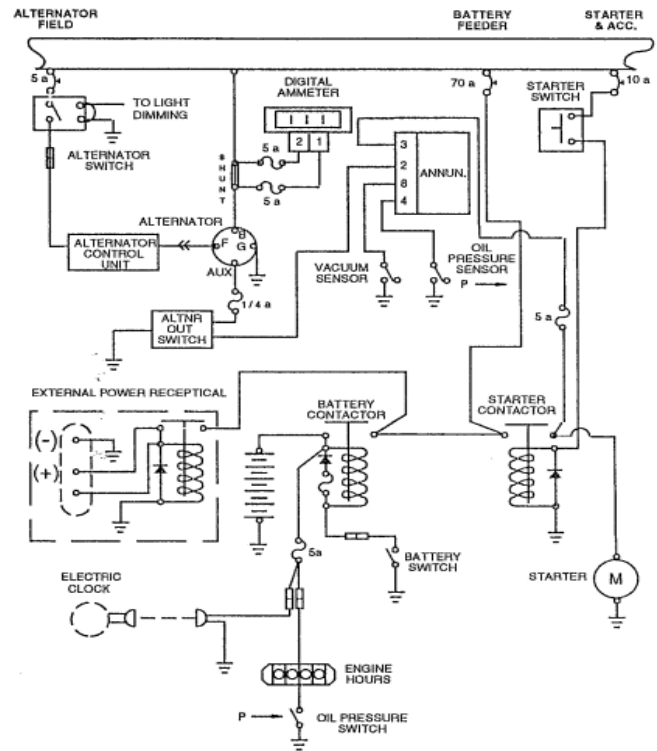 ALTERNATOR
FIELD
BATTERY
FEEDER
STARTER
& ACC.
5 a
70 a
10 a
DIGITAL
AMMETER
STARTER
SWITCH
TO LIGHT
DIMMING
2 1
5 a
SHUNT
5 a
3
2
8
4
ANNUN.
ALTERNATOR
SWITCH
ALTERNATOR
B
F G
AUX
ALTERNATOR
CONTROL
UNIT
VACUUM
SENSOR
OIL
PRESSURE
SENSOR
P
1/4 a
5 a
ALTNR
OUT
SWITCH
EXTERNAL POWER RECEPTICAL
BATTERY
CONTACTOR
STARTER
CONTACTOR
(-)
(+)
5a
BATTERY
SWITCH
STARTER
M
ELECTRIC
CLOCK
ENGINE
HOURS
P
OIL PRESSURE
SWITCH